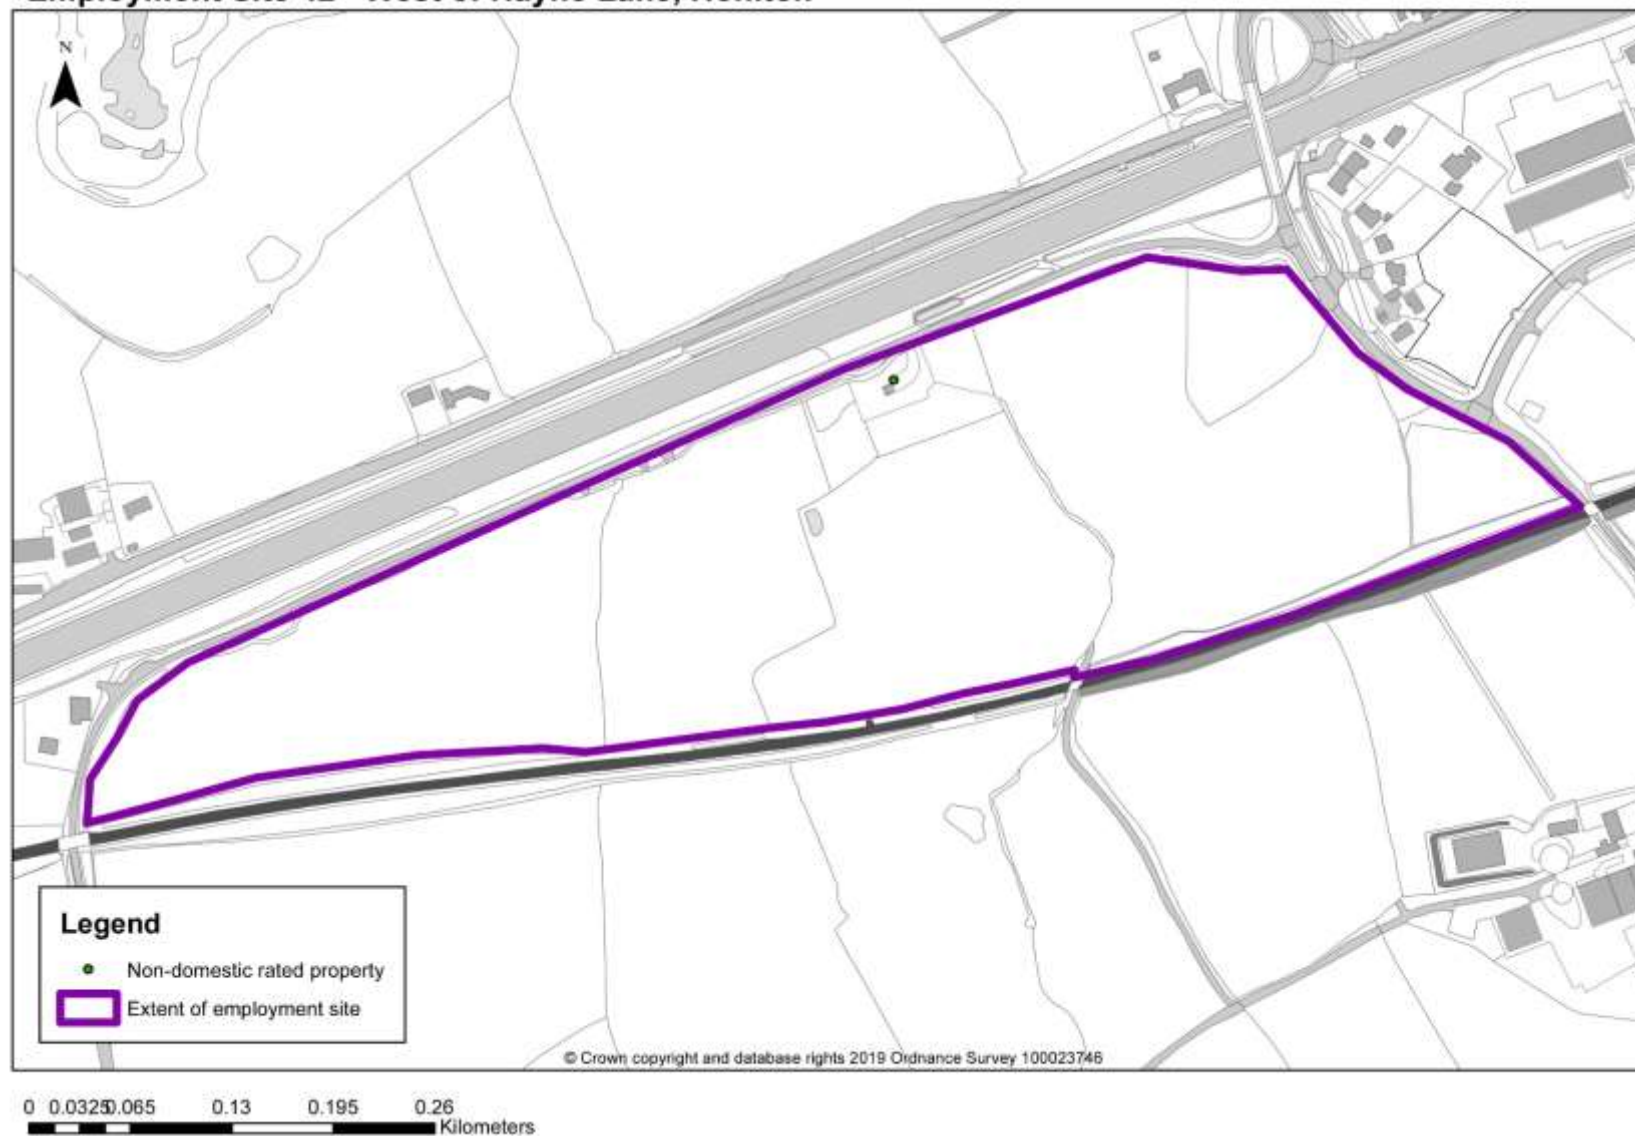 N
Legend
Non-domestic rated property
Extent of employment site
© Crown copyright and database rights 2019 Ordnance Survey 100023746
0 0.0325 0.065 0.13 0.195 0.26
Kilometers